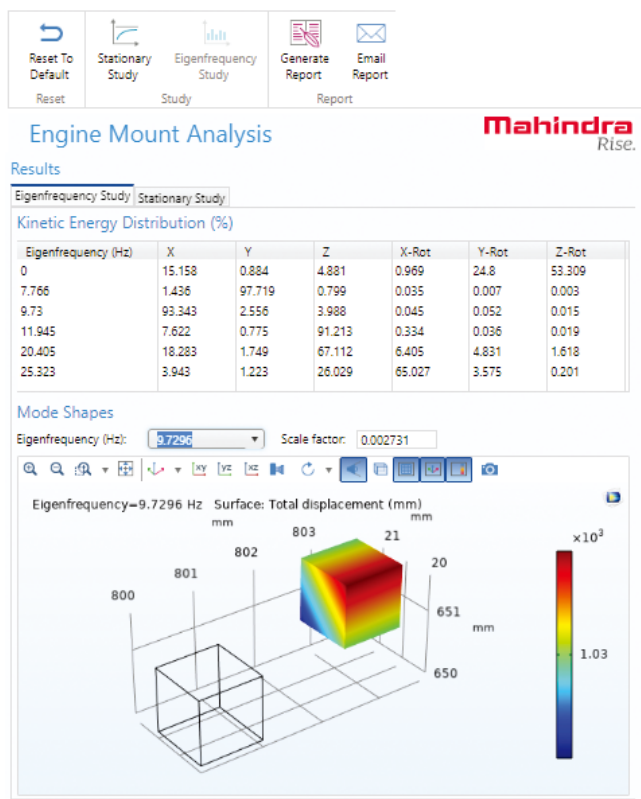 Reset To Default
Stationary Study
Eigenfrequency Study
Generate Report
Email Report
Reset
Study
Report
Engine Mount Analysis
Mahindra
Rise.
Results
Eigenfrequency Study Stationary Study
Kinetic Energy Distribution (%)
Eigenfrequency (Hz) X Y Z X-Rot Y-Rot Z-Rot
0 15.158 0.884 4.881 0.969 24.8 53.309
7.766 1.436 97.719 0.799 0.035 0.007 0.003
9.73 93.343 2.556 3.988 0.045 0.052 0.015
11.945 7.622 0.775 91.213 0.334 0.036 0.019
20.405 18.283 1.749 67.112 6.405 4.831 1.618
25.323 3.943 1.223 26.029 65.027 3.575 0.201
Mode Shapes
Eigenfrequency (Hz): 9.7296 Scale factor: 0.002731
xy yz xz
Eigenfrequency=9.7296 Hz Surface: Total displacement (mm)
mm
mm
803
21
×10³
802
20
801
800
651
mm
1.03
650